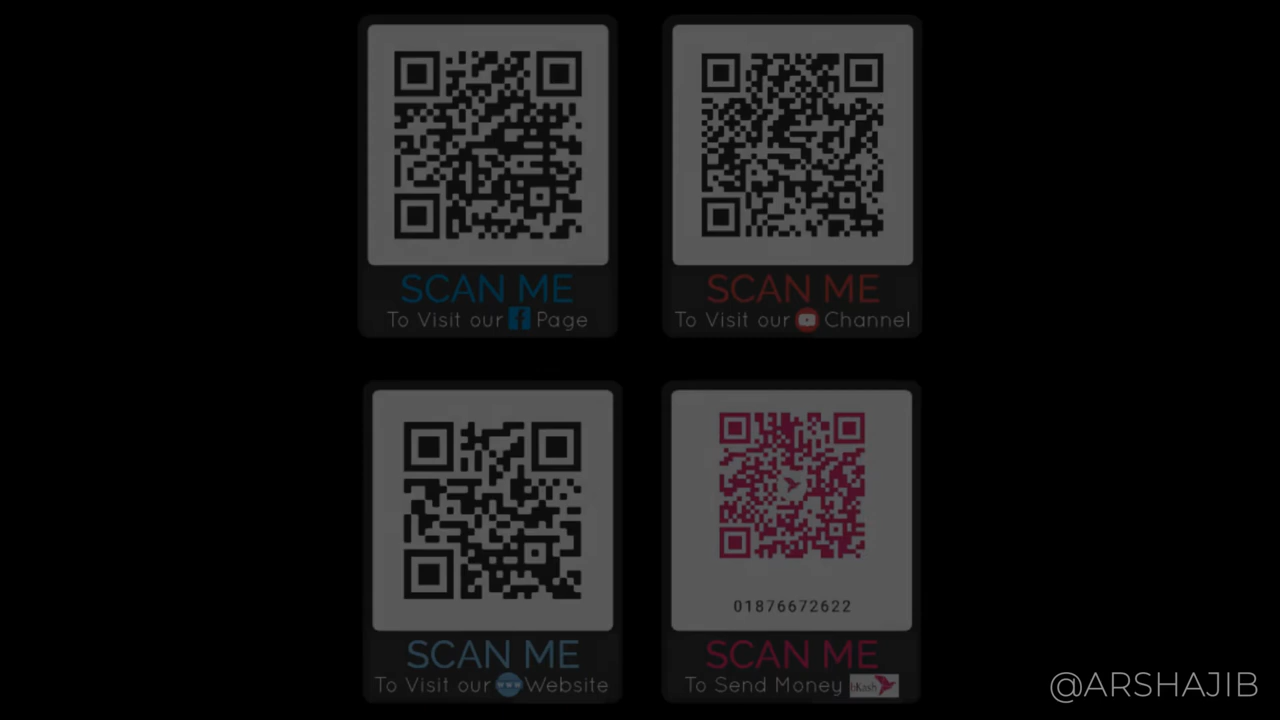 SCAN ME
To Visit our f Page
SCAN ME
To Visit our Channel
SCAN ME
To Visit our Website
01876672622
SCAN ME
To Send Money bKash
@ARSHAJIB